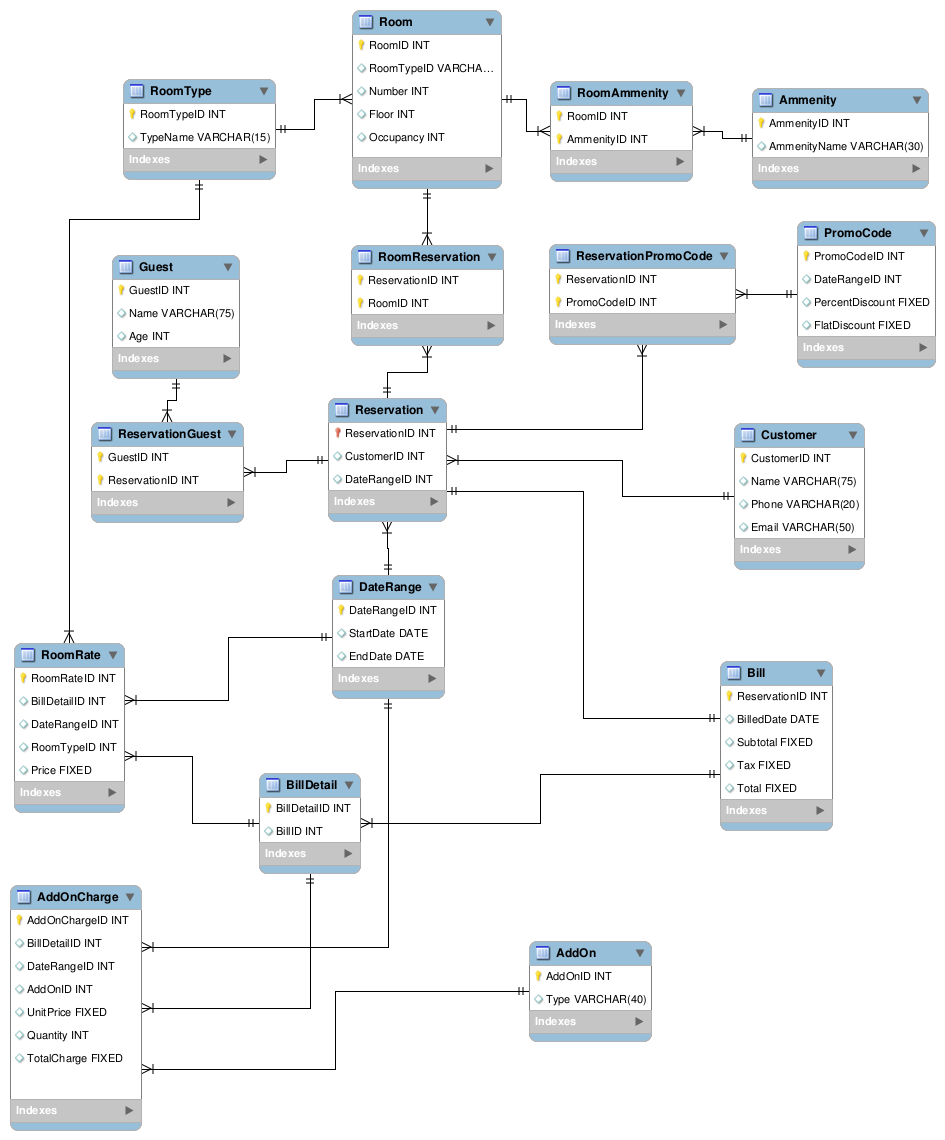 Room
RoomID INT
RoomTypeID VARCHA...
Number INT
Floor INT
Occupancy INT
Indexes
RoomType
RoomTypeID INT
TypeName VARCHAR(15)
Indexes
RoomAmmenity
RoomID INT
AmmenityID INT
Indexes
Ammenity
AmmenityID INT
AmmenityName VARCHAR(30)
Indexes
PromoCode
PromoCodeID INT
DateRangeID INT
PercentDiscount FIXED
FlatDiscount FIXED
Indexes
RoomReservation
ReservationID INT
RoomID INT
Indexes
ReservationPromoCode
ReservationID INT
PromoCodeID INT
Indexes
Guest
GuestID INT
Name VARCHAR(75)
Age INT
Indexes
Reservation
ReservationID INT
CustomerID INT
DateRangeID INT
Indexes
ReservationGuest
GuestID INT
ReservationID INT
Indexes
Customer
CustomerID INT
Name VARCHAR(75)
Phone VARCHAR(20)
Email VARCHAR(50)
Indexes
DateRange
DateRangeID INT
StartDate DATE
EndDate DATE
Indexes
RoomRate
RoomRateID INT
BillDetailID INT
DateRangeID INT
RoomTypeID INT
Price FIXED
Indexes
Bill
ReservationID INT
BilledDate DATE
Subtotal FIXED
Tax FIXED
Total FIXED
Indexes
BillDetail
BillDetailID INT
BillID INT
Indexes
AddOnCharge
AddOnChargeID INT
BillDetailID INT
DateRangeID INT
AddOnID INT
UnitPrice FIXED
Quantity INT
TotalCharge FIXED
Indexes
AddOn
AddOnID INT
Type VARCHAR(40)
Indexes